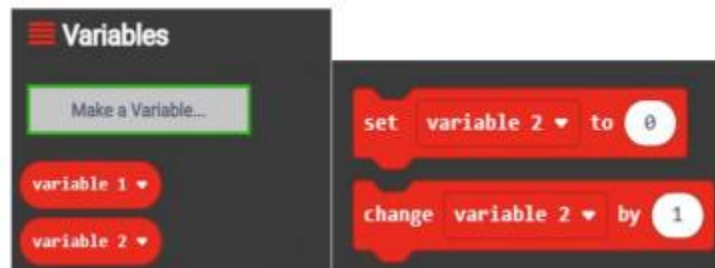 Variables
Make a Variable...
variable 1
variable 2
set variable 2 to 0
change variable 2 by 1